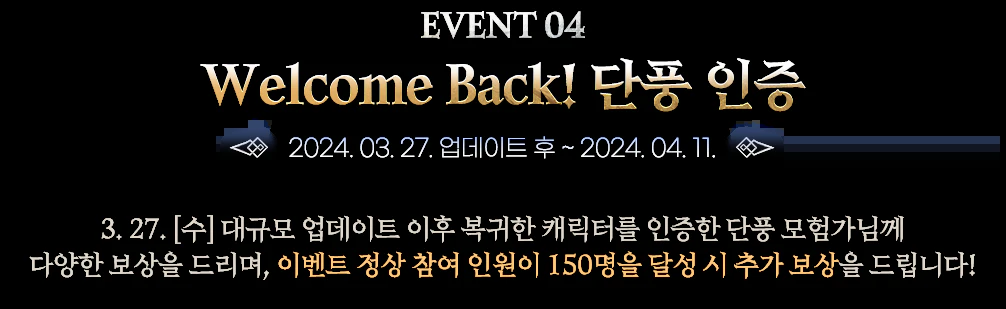 EVENT 04
Welcome Back! 단풍 인증
2024. 03. 27. 업데이트 후 ~ 2024. 04. 11.
3. 27. [수] 대규모 업데이트 이후 복귀한 캐릭터를 인증한 단풍 모험가님께
다양한 보상을 드리며, 이벤트 정상 참여 인원이 150명을 달성 시 추가 보상을 드립니다!